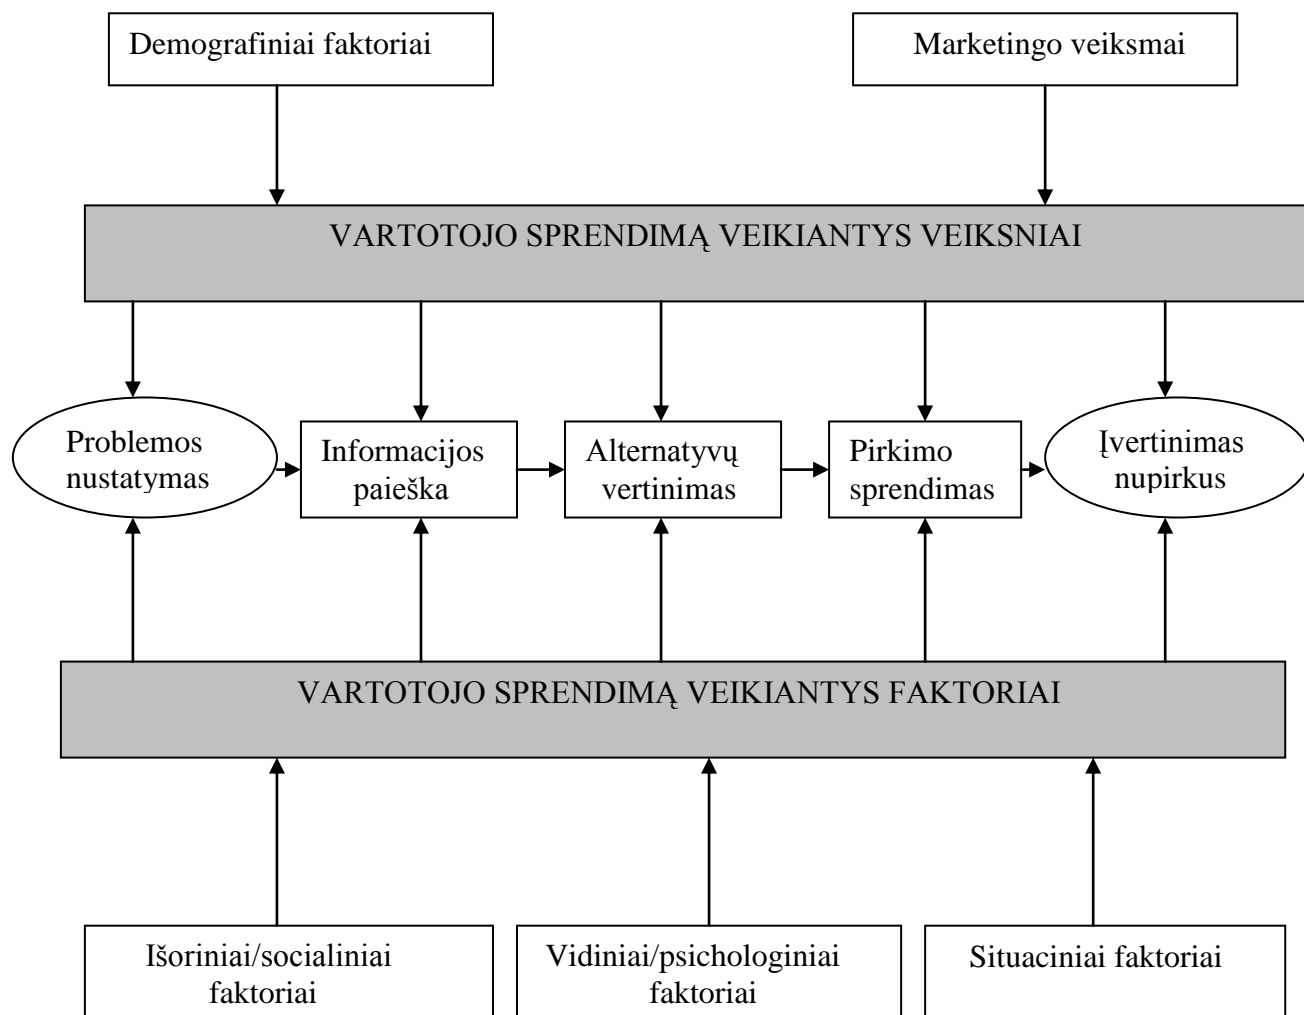 Demografiniai faktoriai
Marketingo veiksmai
VARTOTOJO SPRENDIMĄ VEIKIANTYS VEIKSNIAI
Problemos
nustatymas
Informacijos
paieška
Alternatyvų
vertinimas
Pirkimo
sprendimas
Įvertinimas
nupirkus
VARTOTOJO SPRENDIMĄ VEIKIANTYS FAKTORIAI
Išoriniai/socialiniai
faktoriai
Vidiniai/psichologiniai
faktoriai
Situaciniai faktoriai